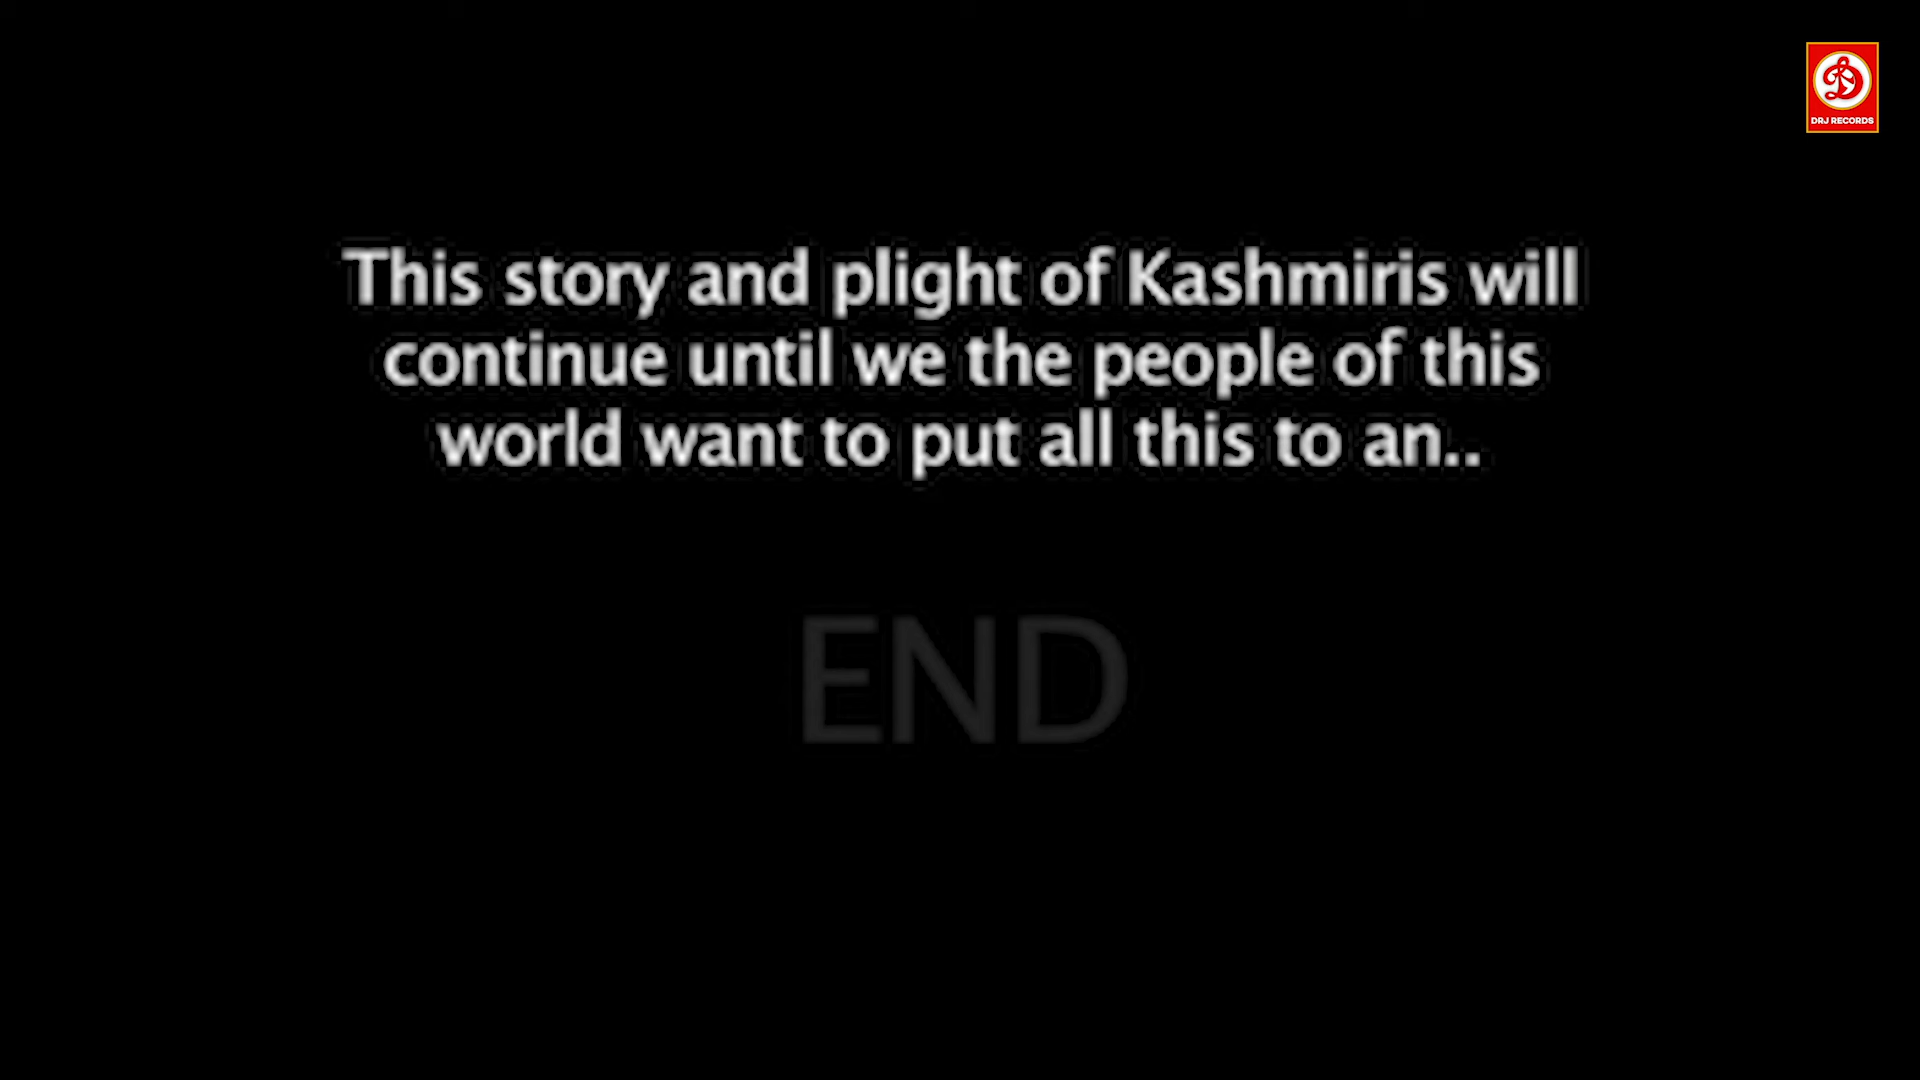 DRJ RECORDS
This story and plight of Kashmiris will
continue until we the people of this
world want to put all this to an..
END